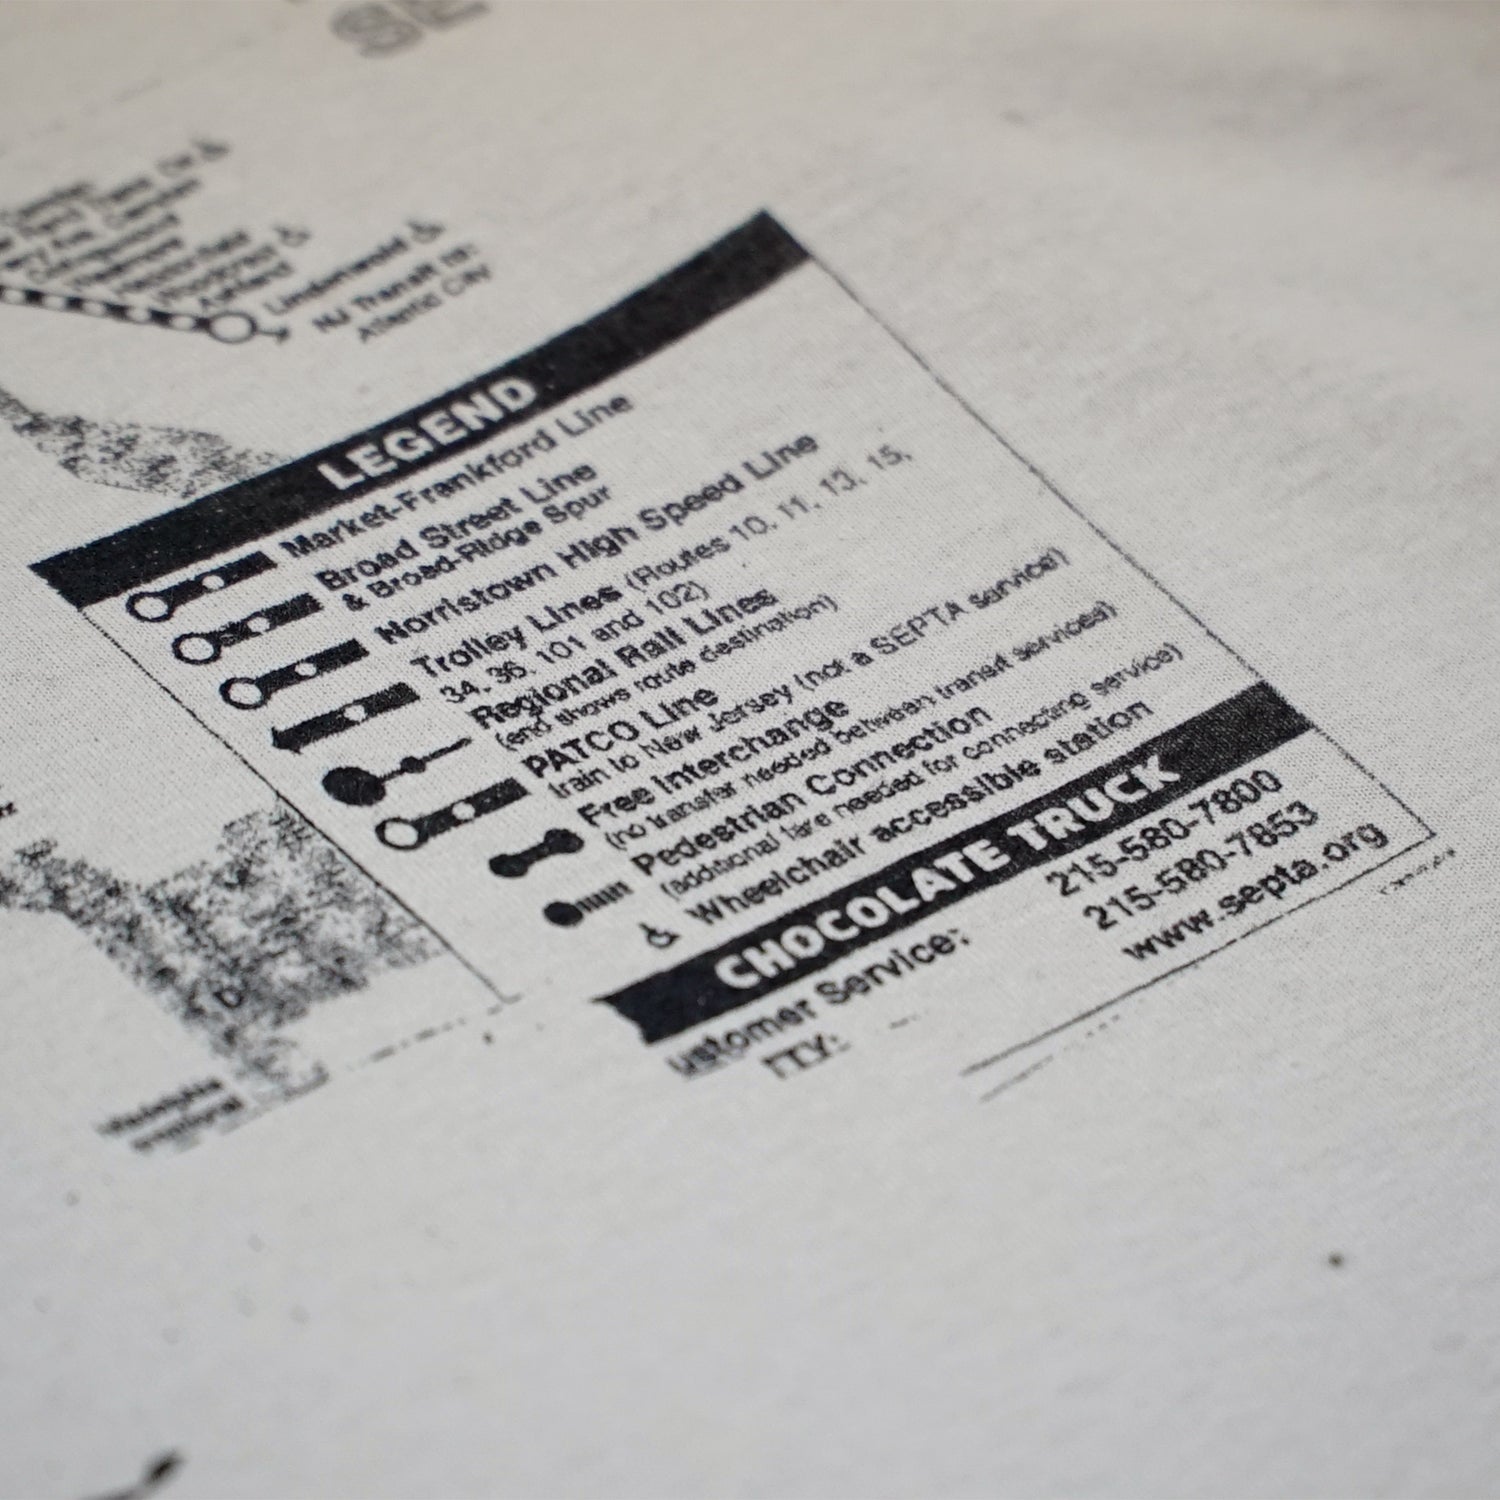 SE
Ashland
Lindenwold
NJ Transit to:
Atlantic City
LEGEND
Market-Frankford Line
Broad Street Line
& Broad-Ridge Spur
Norristown High Speed Line
Trolley Lines (Routes 10, 11, 13, 15,
34, 36, 101 and 102)
Regional Rail Lines
(end shows route destination)
PATCO Line
train to New Jersey (not a SEPTA service)
Free Interchange
(no transfer needed between transit services)
Pedestrian Connection
(additional fare needed for connecting service)
Wheelchair accessible station
CHOCOLATE TRUCK
ustomer Service: 215-580-7800
TTY: 215-580-7853
www.septa.org